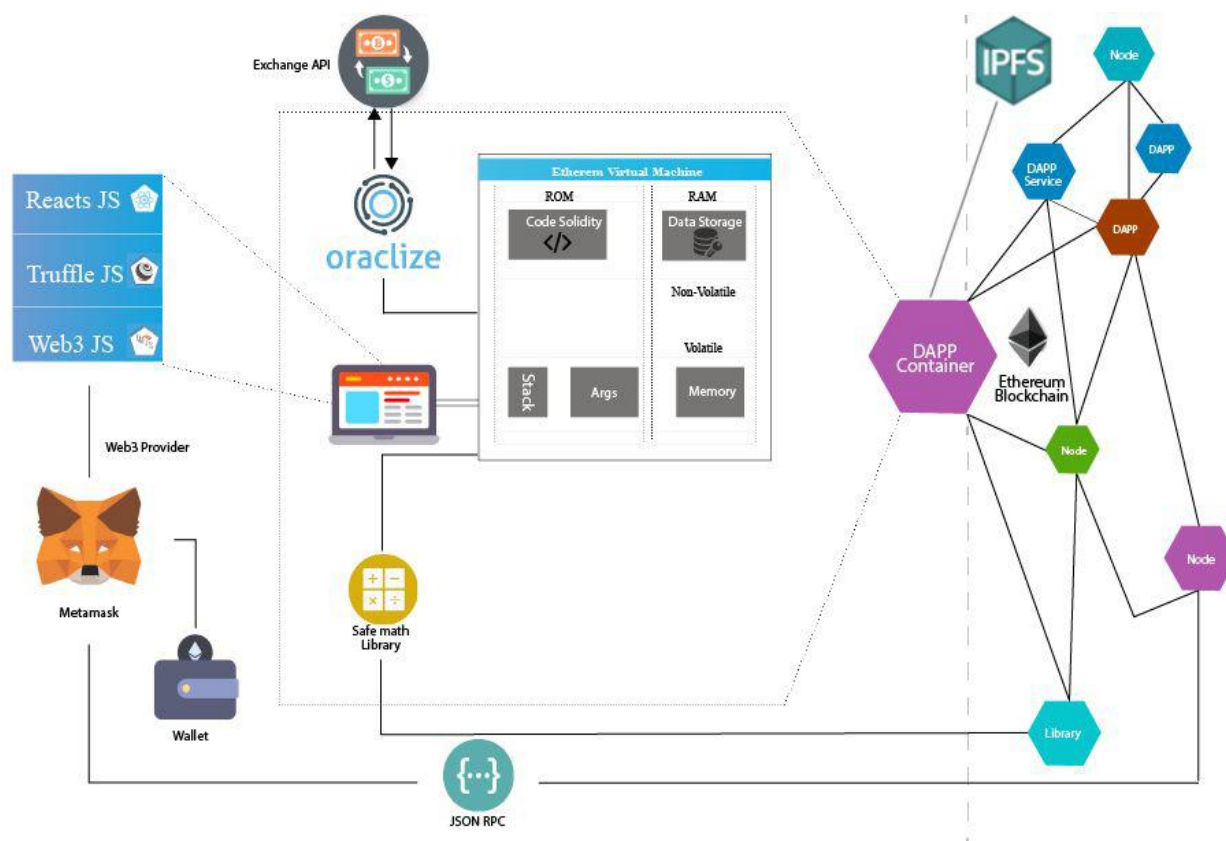 Exchange API
IPFS
Node
DAPP
DAPP
Service
DAPP
Reacts JS
Truffle JS
Web3 JS
oraclize
Etherem Virtual Machine
ROM
RAM
Code Solidity
</>
Data Storage
Non-Volatile
Volatile
Stack
Args
Memory
DAPP
Container
Ethereum
Blockchain
Node
Node
Web3 Provider
Metamask
Wallet
Safe math
Library
Library
{...}
JSON RPC